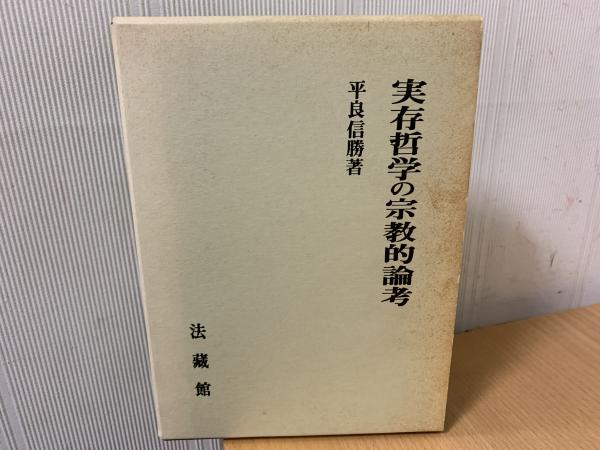 実存哲学の宗教的論考
平良信勝著
法藏館